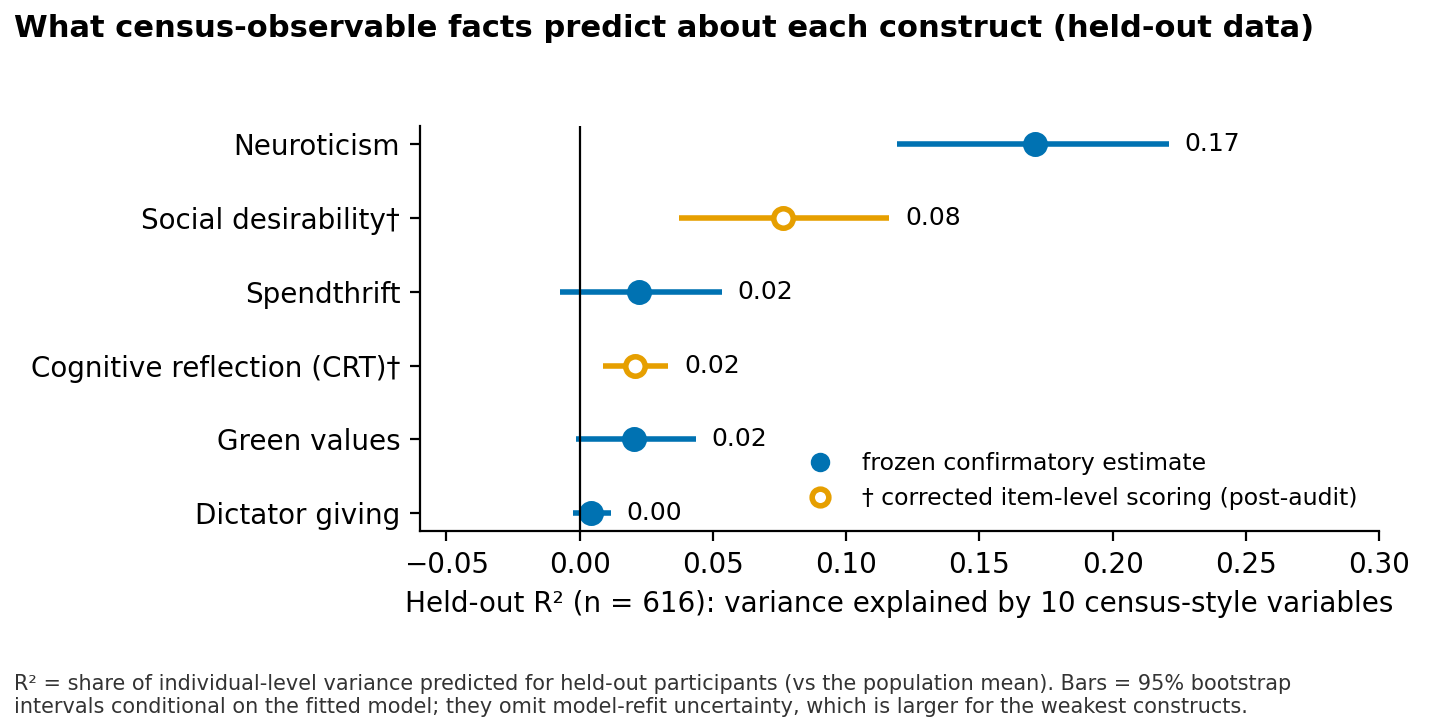 What census-observable facts predict about each construct (held-out data)
Neuroticism
0.17
Social desirability†
0.08
Spendthrift
0.02
Cognitive reflection (CRT)†
0.02
Green values
0.02
Dictator giving
0.00
frozen confirmatory estimate
† corrected item-level scoring (post-audit)
−0.05 0.00 0.05 0.10 0.15 0.20 0.25 0.30
Held-out R² (n = 616): variance explained by 10 census-style variables
R² = share of individual-level variance predicted for held-out participants (vs the population mean). Bars = 95% bootstrap
intervals conditional on the fitted model; they omit model-refit uncertainty, which is larger for the weakest constructs.